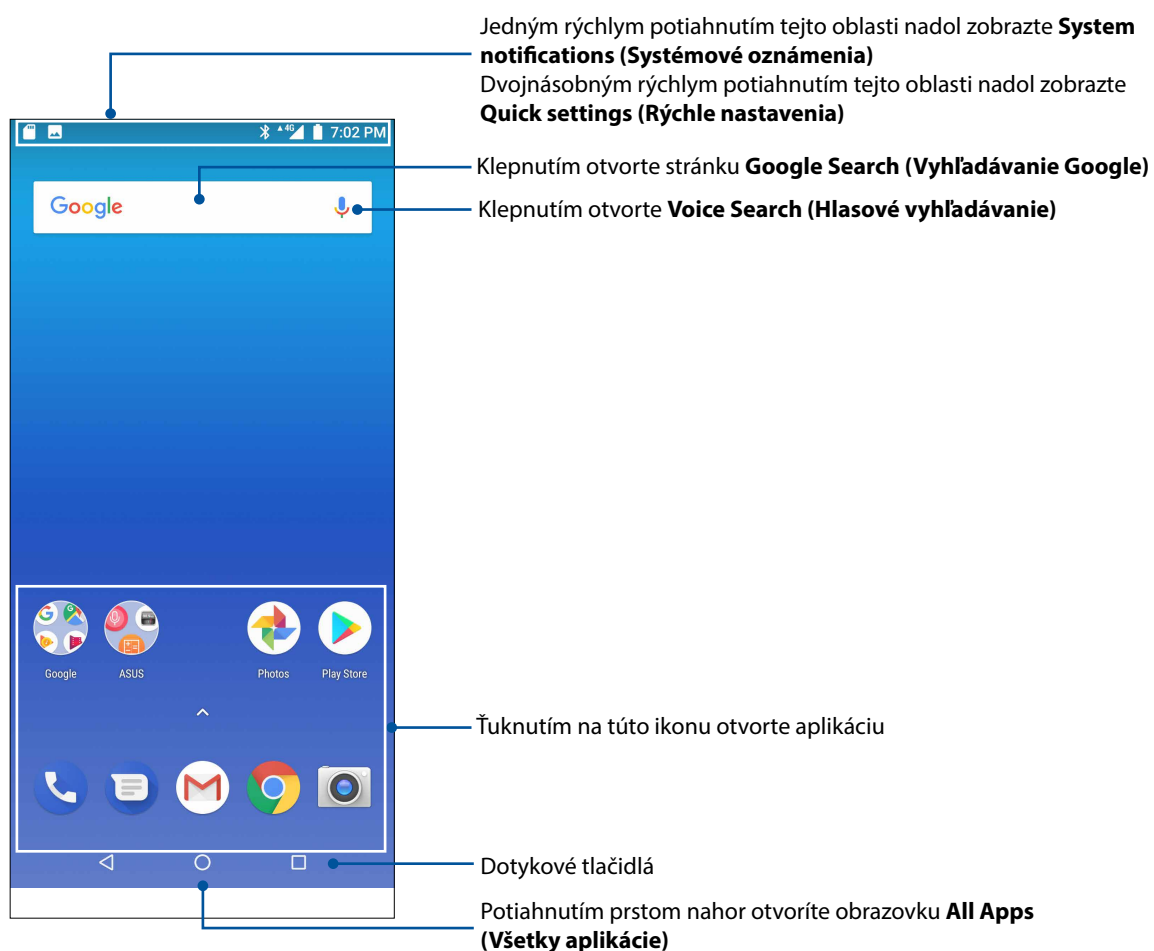 Jedným rýchlym potiahnutím tejto oblasti nadol zobrazte System
notifications (Systémové oznámenia)
Dvojnásobným rýchlym potiahnutím tejto oblasti nadol zobrazte
Quick settings (Rýchle nastavenia)
4G 7:02 PM
Klepnutím otvorte stránku Google Search (Vyhľadávanie Google)
Google
Klepnutím otvorte Voice Search (Hlasové vyhľadávanie)
Google ASUS Photos Play Store
Ťuknutím na túto ikonu otvorte aplikáciu
Dotykové tlačidlá
Potiahnutím prstom nahor otvoríte obrazovku All Apps
(Všetky aplikácie)